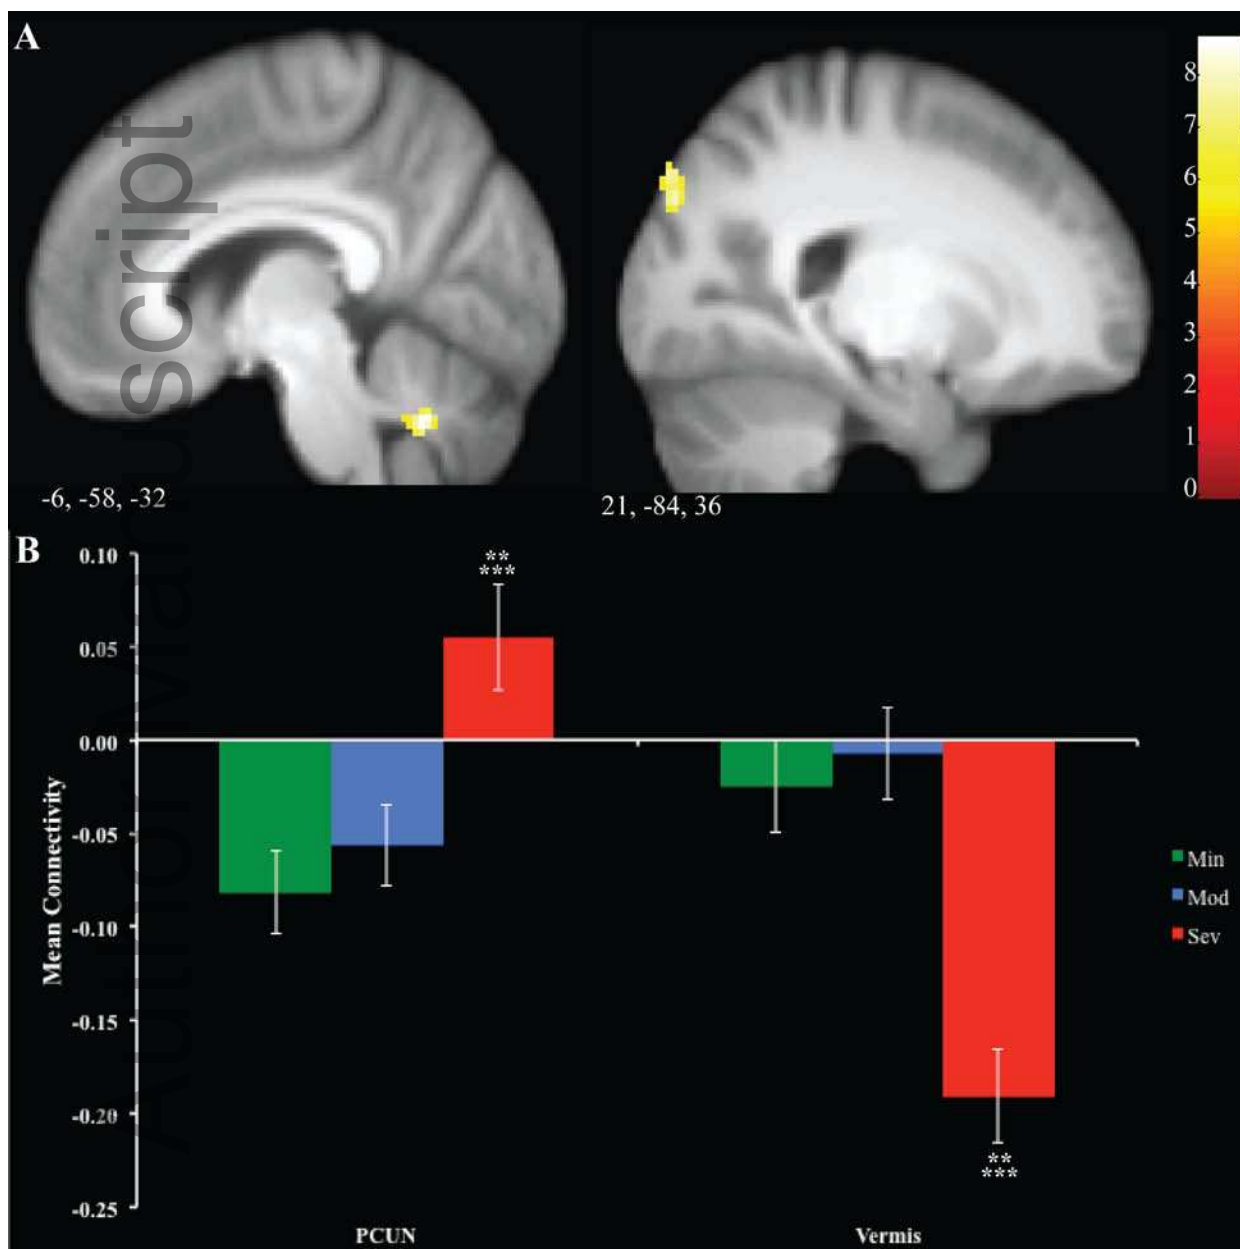 A
8
7
6
5
4
3
2
1
0
-6, -58, -32
21, -84, 36
Author Manuscript
B
0.10
0.05
0.00
-0.05
-0.10
-0.15
-0.20
-0.25
Mean Connectivity
**
***
**
***
Min
Mod
Sev
PCUN
Vermis